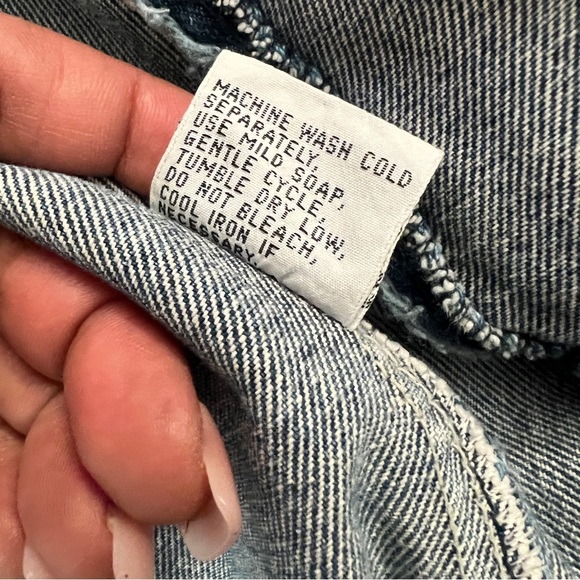 MACHINE WASH COLD
SEPARATELY,
USE MILD SOAP,
GENTLE CYCLE,
TUMBLE DRY LOW,
DO NOT BLEACH,
COOL IRON IF
NECESSARY.